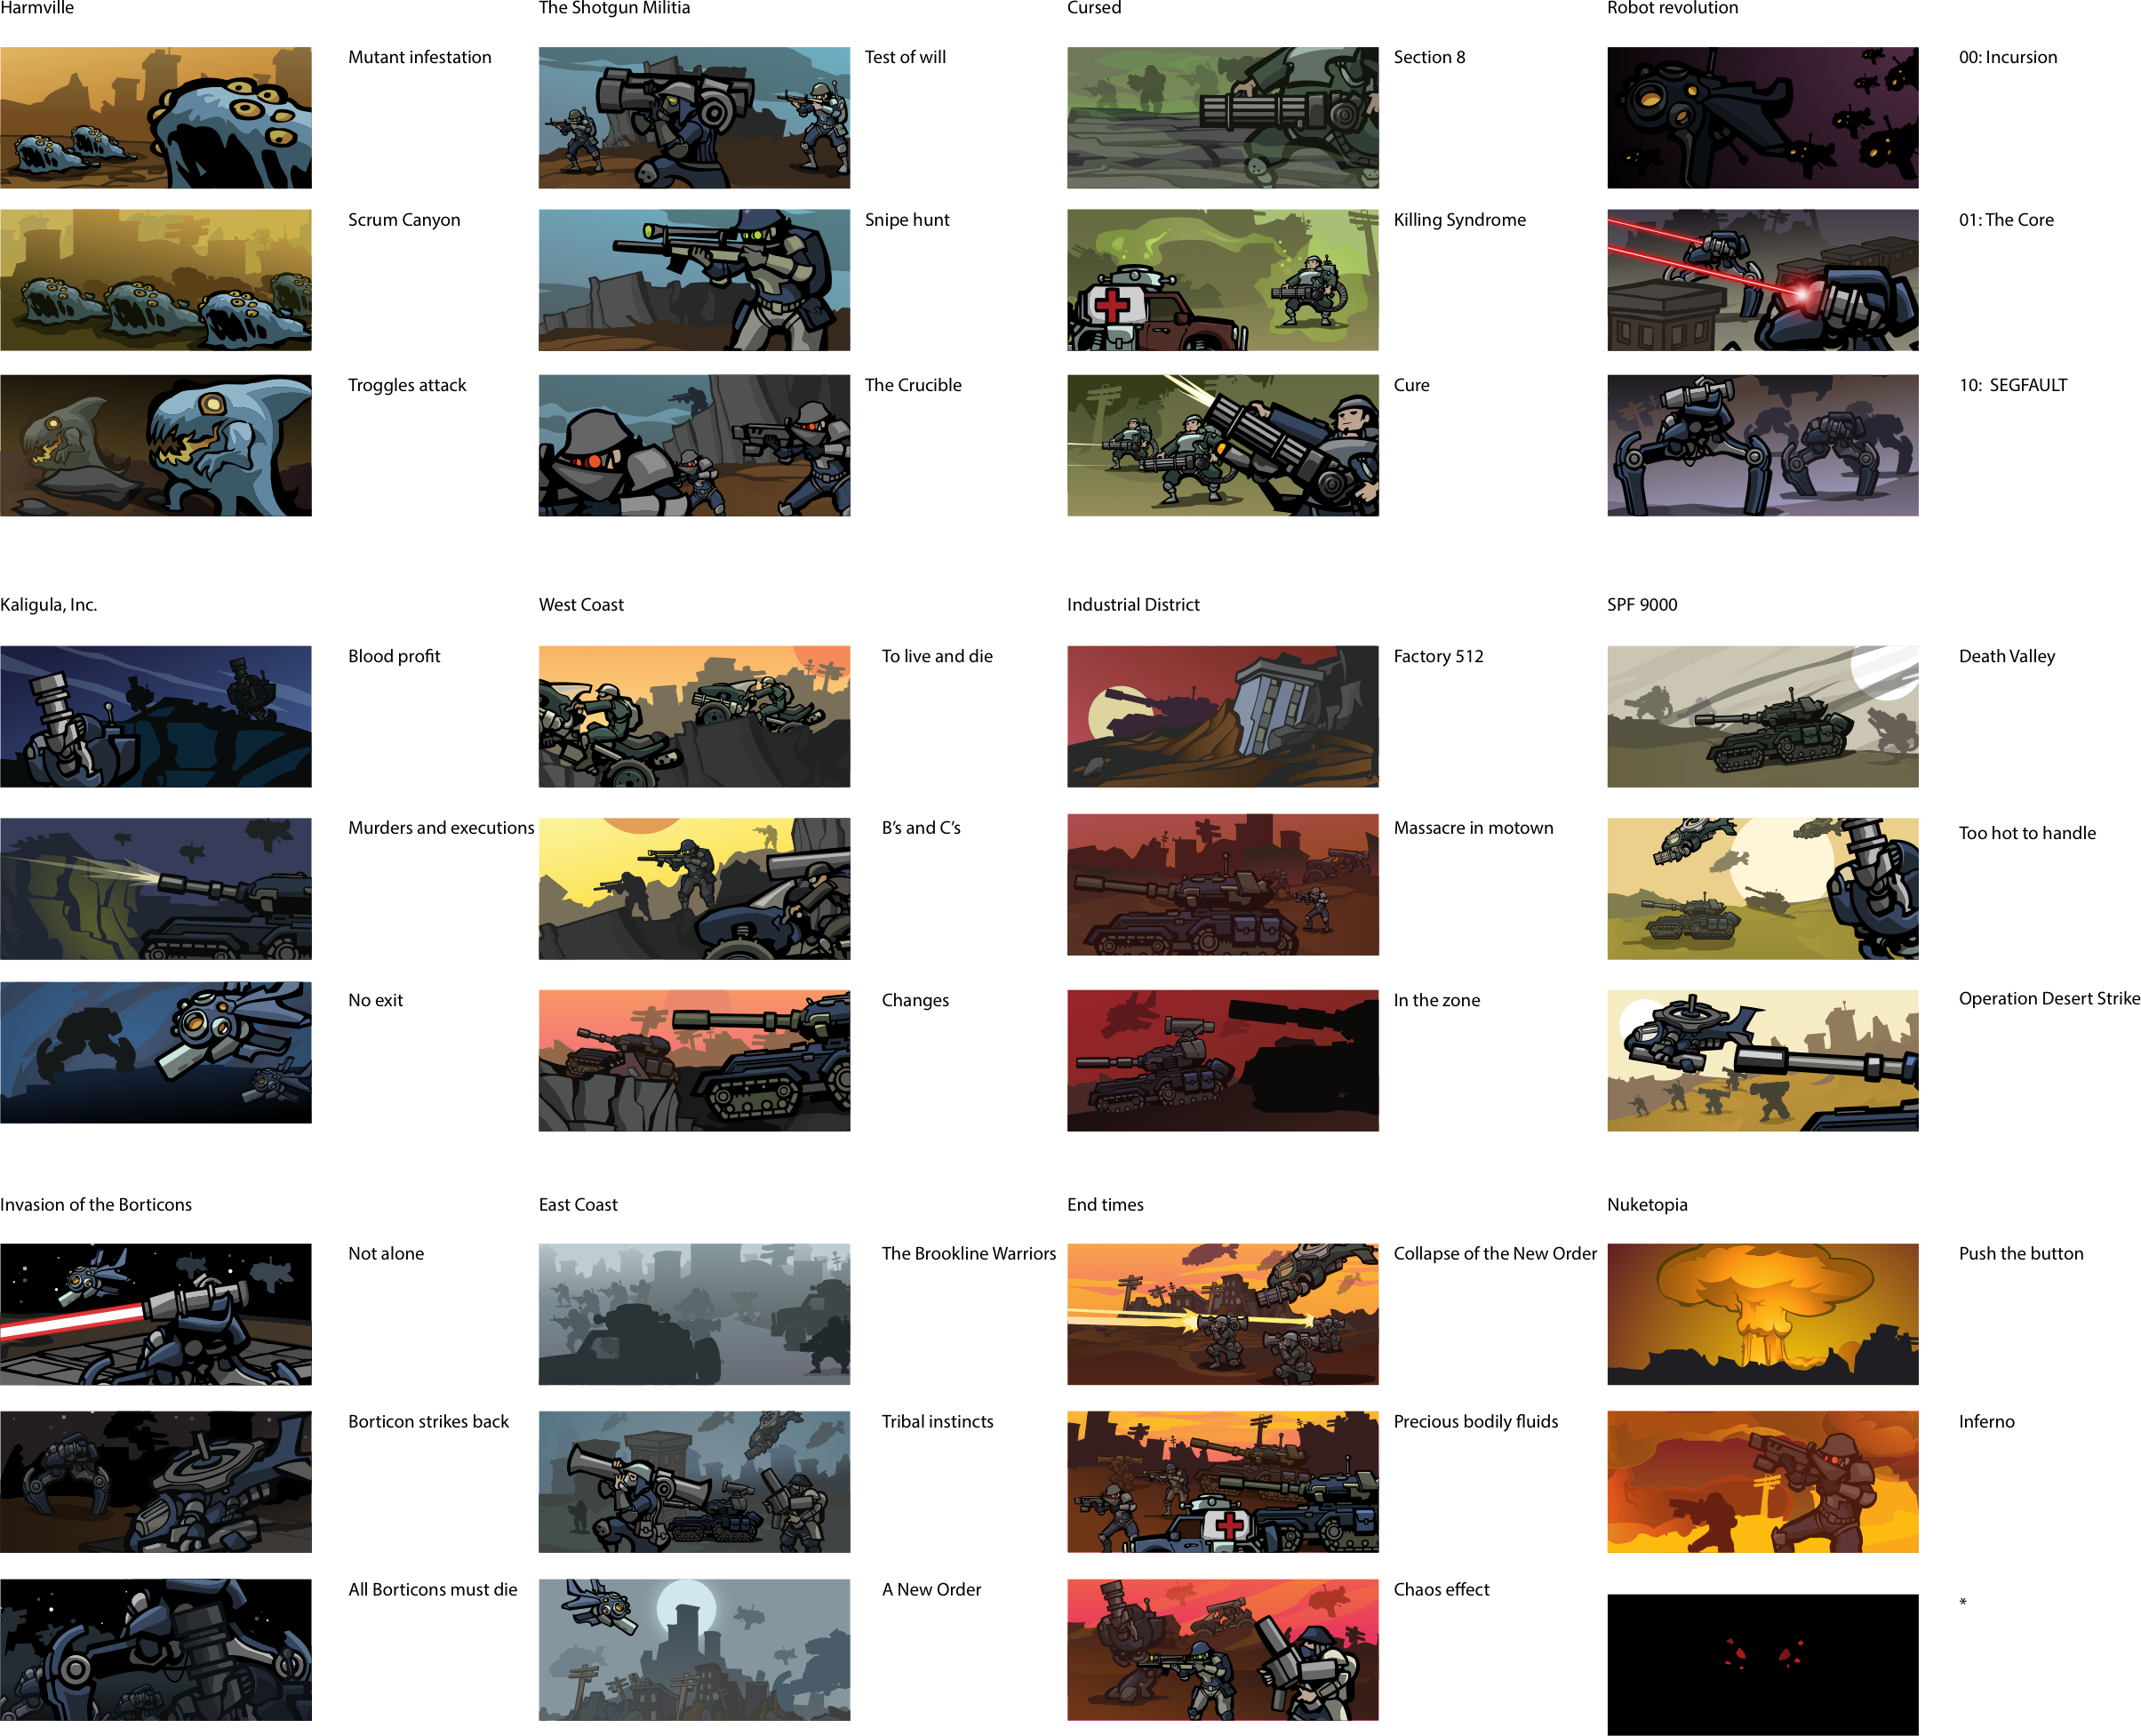 Harmville
Mutant infestation
Scrum Canyon
Troggles attack
The Shotgun Militia
Test of will
Snipe hunt
The Crucible
Cursed
Section 8
Killing Syndrome
Cure
Robot revolution
00: Incursion
01: The Core
10:  SEGFAULT
Kaligula, Inc.
Blood profit
Murders and executions
No exit
West Coast
To live and die
B’s and C’s
Changes
Industrial District
Factory 512
Massacre in motown
In the zone
SPF 9000
Death Valley
Too hot to handle
Operation Desert Strike
Invasion of the Borticons
Not alone
Borticon strikes back
All Borticons must die
East Coast
The Brookline Warriors
Tribal instincts
A New Order
End times
Collapse of the New Order
Precious bodily fluids
Chaos effect
Nuketopia
Push the button
Inferno
*